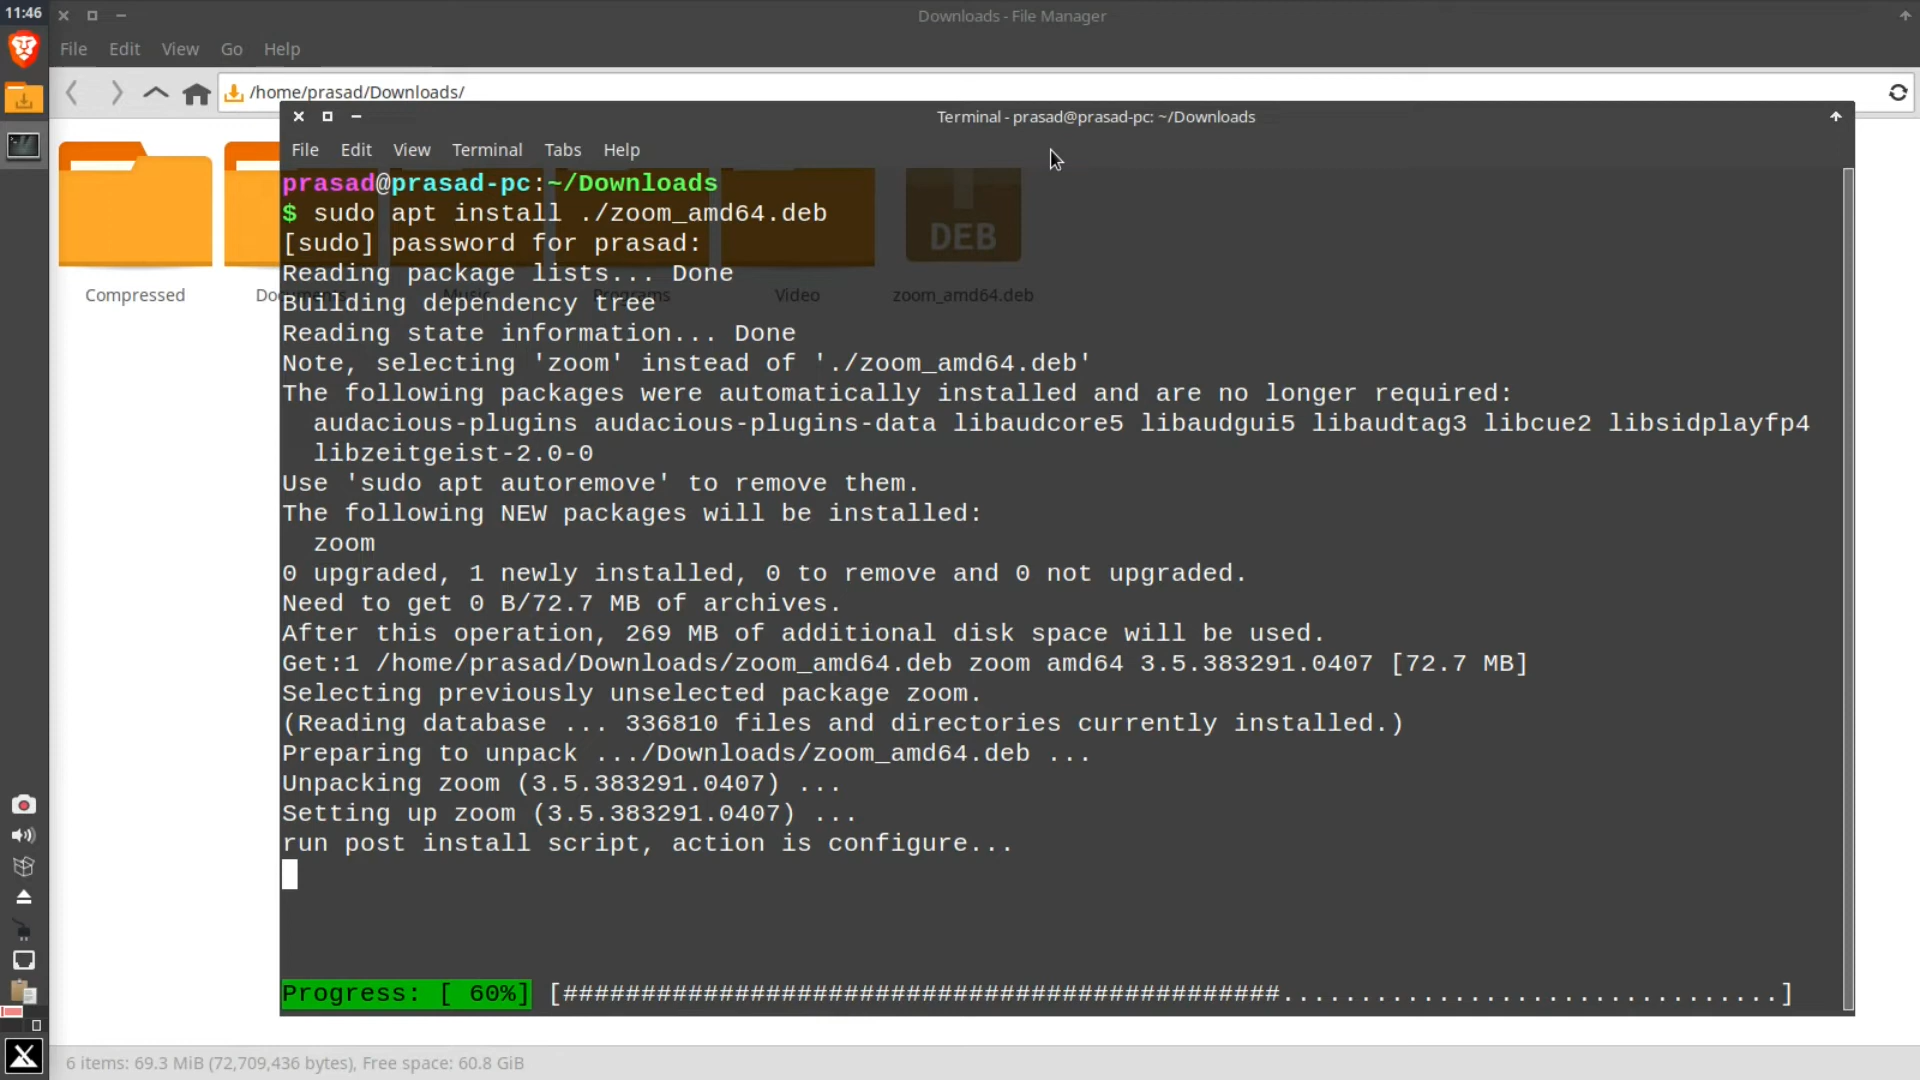 11:46
Downloads - File Manager
File Edit View Go Help
/home/prasad/Downloads/
Terminal - prasad@prasad-pc: ~/Downloads
File Edit View Terminal Tabs Help
prasad@prasad-pc:~/Downloads
$ sudo apt install ./zoom_amd64.deb
[sudo] password for prasad:
Reading package lists... Done
Building dependency tree
Reading state information... Done
Note, selecting 'zoom' instead of './zoom_amd64.deb'
The following packages were automatically installed and are no longer required:
  audacious-plugins audacious-plugins-data libaudcore5 libaudgui5 libaudtag3 libcue2 libsidplayfp4
  libzeitgeist-2.0-0
Use 'sudo apt autoremove' to remove them.
The following NEW packages will be installed:
  zoom
0 upgraded, 1 newly installed, 0 to remove and 0 not upgraded.
Need to get 0 B/72.7 MB of archives.
After this operation, 269 MB of additional disk space will be used.
Get:1 /home/prasad/Downloads/zoom_amd64.deb zoom amd64 3.5.383291.0407 [72.7 MB]
Selecting previously unselected package zoom.
(Reading database ... 336810 files and directories currently installed.)
Preparing to unpack .../Downloads/zoom_amd64.deb ...
Unpacking zoom (3.5.383291.0407) ...
Setting up zoom (3.5.383291.0407) ...
run post install script, action is configure...
Progress: [ 60%] [##############################################................................]
DEB
Compressed Documents Music Programs Video zoom_amd64.deb
6 items: 69.3 MiB (72,709,436 bytes), Free space: 60.8 GiB